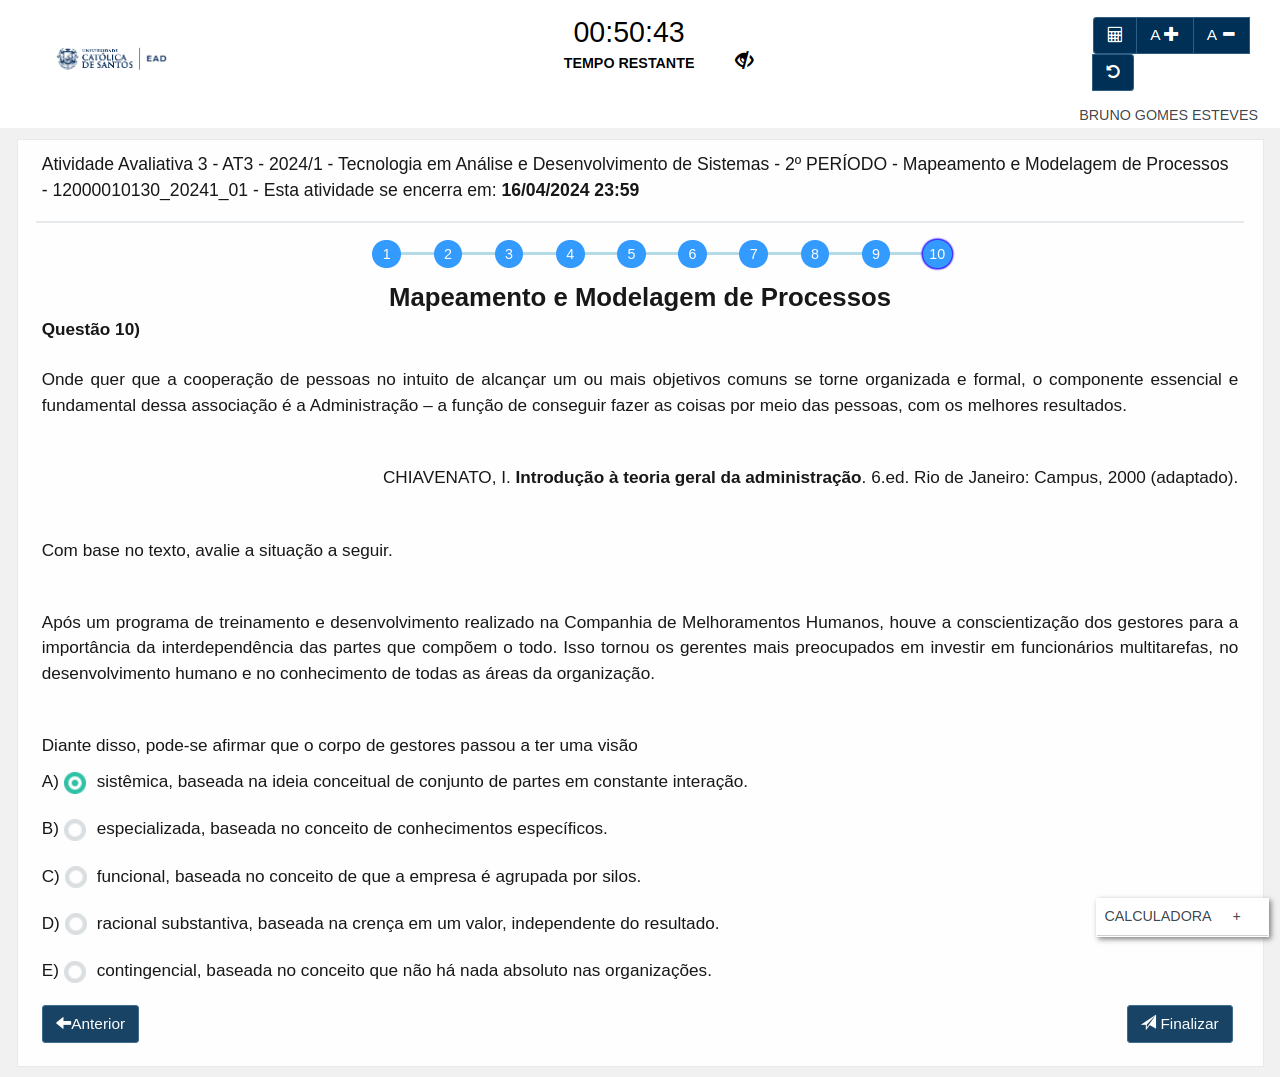 00:50:43
TEMPO RESTANTE
UNIVERSIDADE
CATÓLICA
DE SANTOS
EAD
A
A
BRUNO GOMES ESTEVES
Atividade Avaliativa 3 - AT3 - 2024/1 - Tecnologia em Análise e Desenvolvimento de Sistemas - 2º PERÍODO - Mapeamento e Modelagem de Processos
- 12000010130_20241_01 - Esta atividade se encerra em: 16/04/2024 23:59
1 2 3 4 5 6 7 8 9 10
Mapeamento e Modelagem de Processos
Questão 10)
Onde quer que a cooperação de pessoas no intuito de alcançar um ou mais objetivos comuns se torne organizada e formal, o componente essencial e
fundamental dessa associação é a Administração – a função de conseguir fazer as coisas por meio das pessoas, com os melhores resultados.
CHIAVENATO, I. Introdução à teoria geral da administração. 6.ed. Rio de Janeiro: Campus, 2000 (adaptado).
Com base no texto, avalie a situação a seguir.
Após um programa de treinamento e desenvolvimento realizado na Companhia de Melhoramentos Humanos, houve a conscientização dos gestores para a
importância da interdependência das partes que compõem o todo. Isso tornou os gerentes mais preocupados em investir em funcionários multitarefas, no
desenvolvimento humano e no conhecimento de todas as áreas da organização.
Diante disso, pode-se afirmar que o corpo de gestores passou a ter uma visão
A) sistêmica, baseada na ideia conceitual de conjunto de partes em constante interação.
B) especializada, baseada no conceito de conhecimentos específicos.
C) funcional, baseada no conceito de que a empresa é agrupada por silos.
D) racional substantiva, baseada na crença em um valor, independente do resultado.
E) contingencial, baseada no conceito que não há nada absoluto nas organizações.
CALCULADORA +
Anterior
Finalizar